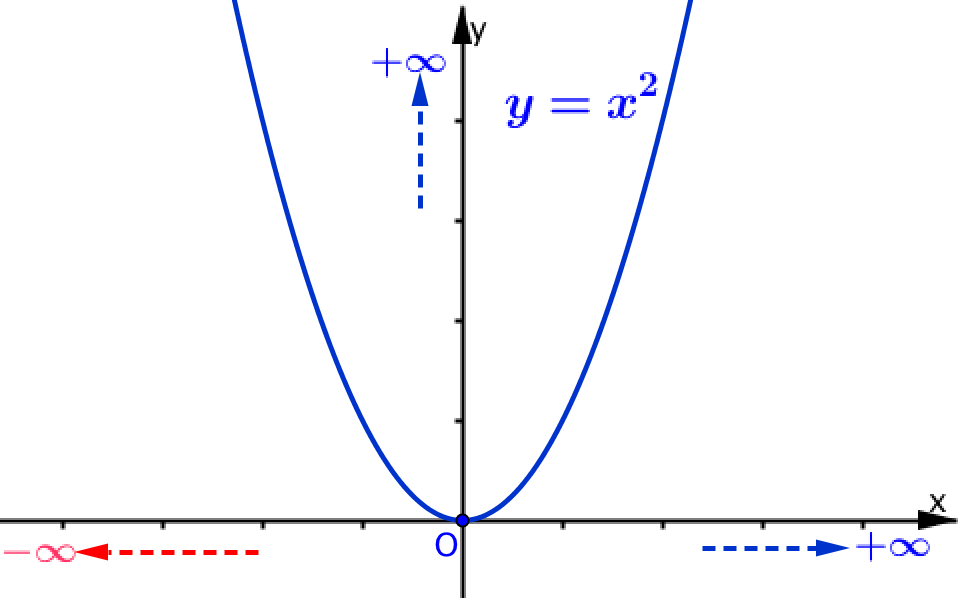 y
+∞
y = x²
x
O
−∞
+∞